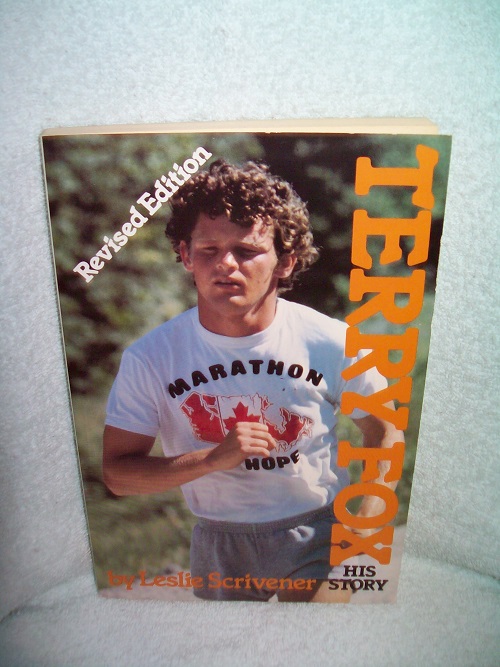 Revised Edition
TERRY FOX
HIS
STORY
MARATHON
HOPE
by Leslie Scrivener